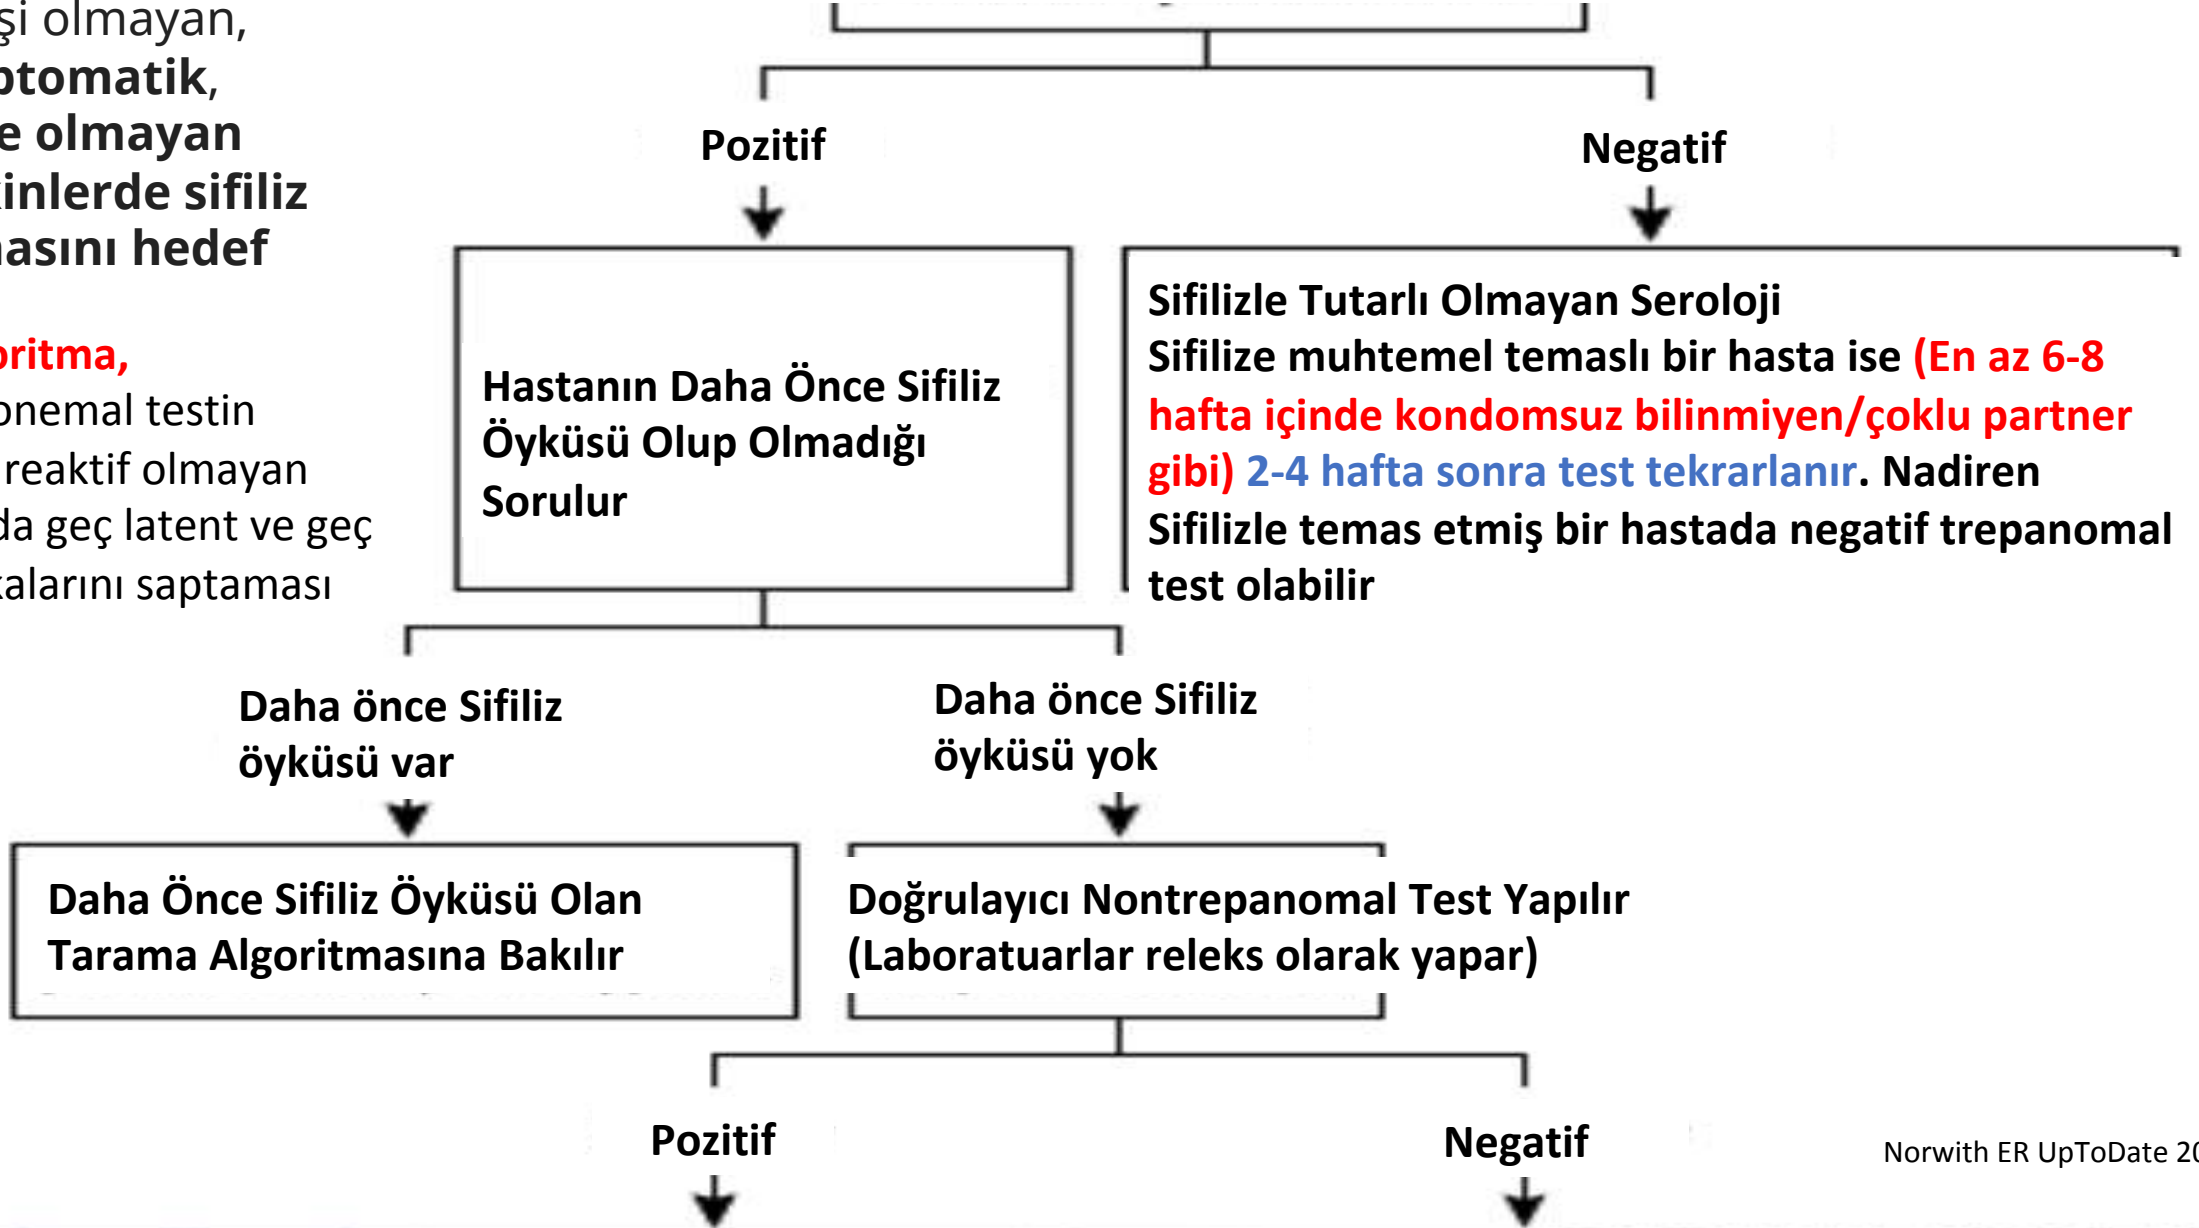 şi olmayan,
ptomatik,
e olmayan
kinlerde sifiliz
nasını hedef
oritma,
onemal testin
reaktif olmayan
da geç latent ve geç
kalarını saptaması
Pozitif
Negatif
Hastanın Daha Önce Sifiliz
Öyküsü Olup Olmadığı
Sorulur
Sifilizle Tutarlı Olmayan Seroloji
Sifilize muhtemel temaslı bir hasta ise (En az 6-8
hafta içinde kondomsuz bilinmiyen/çoklu partner
gibi) 2-4 hafta sonra test tekrarlanır. Nadiren
Sifilizle temas etmiş bir hastada negatif trepanomal
test olabilir
Daha önce Sifiliz
öyküsü var
Daha önce Sifiliz
öyküsü yok
Daha Önce Sifiliz Öyküsü Olan
Tarama Algoritmasına Bakılır
Doğrulayıcı Nontrepanomal Test Yapılır
(Laboratuarlar releks olarak yapar)
Pozitif
Negatif
Norwith ER UpToDate 20